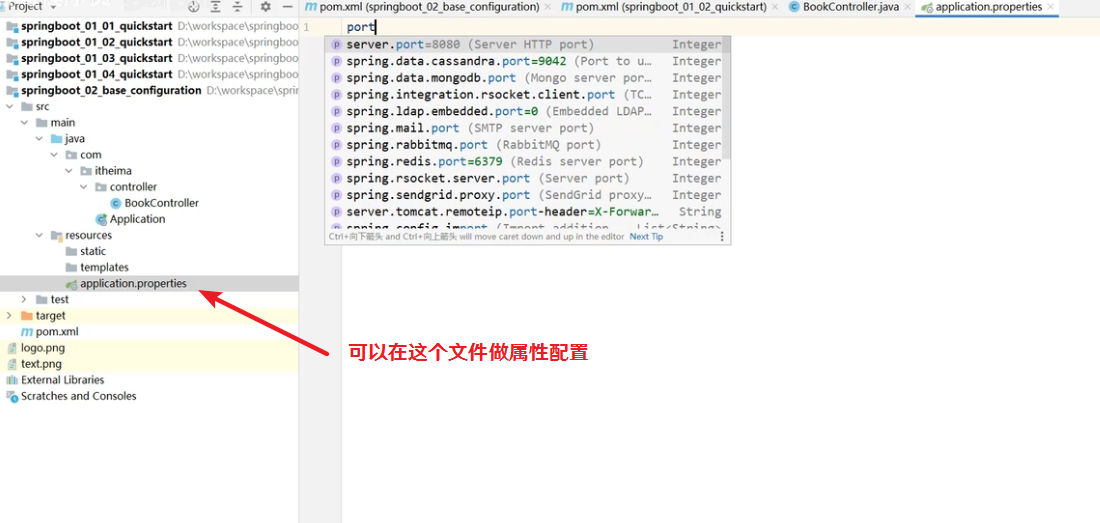 Project
pom.xml (springboot_02_base_configuration)
pom.xml (springboot_01_02_quickstart)
BookController.java
application.properties
springboot_01_01_quickstart D:\workspace\springboo
springboot_01_02_quickstart D:\workspace\springboo
springboot_01_03_quickstart D:\workspace\springboo
springboot_01_04_quickstart D:\workspace\springboo
springboot_02_base_configuration D:\workspace\sprin
src
main
java
com
itheima
controller
BookController
Application
resources
static
templates
application.properties
test
target
pom.xml
logo.png
text.png
External Libraries
Scratches and Consoles
1 port
server.port=8080 (Server HTTP port) Integer
spring.data.cassandra.port=9042 (Port to u… Integer
spring.data.mongodb.port (Mongo server por… Integer
spring.integration.rsocket.client.port (TC… Integer
spring.ldap.embedded.port=0 (Embedded LDAP… Integer
spring.mail.port (SMTP server port) Integer
spring.rabbitmq.port (RabbitMQ port) Integer
spring.redis.port=6379 (Redis server port) Integer
spring.rsocket.server.port (Server port) Integer
spring.sendgrid.proxy.port (SendGrid proxy… Integer
server.tomcat.remoteip.port-header=X-Forwar… String
spring.config.import (Import addition… List<String>
Ctrl+向下箭头 and Ctrl+向上箭头 will move caret down and up in the editor Next Tip
可以在这个文件做属性配置